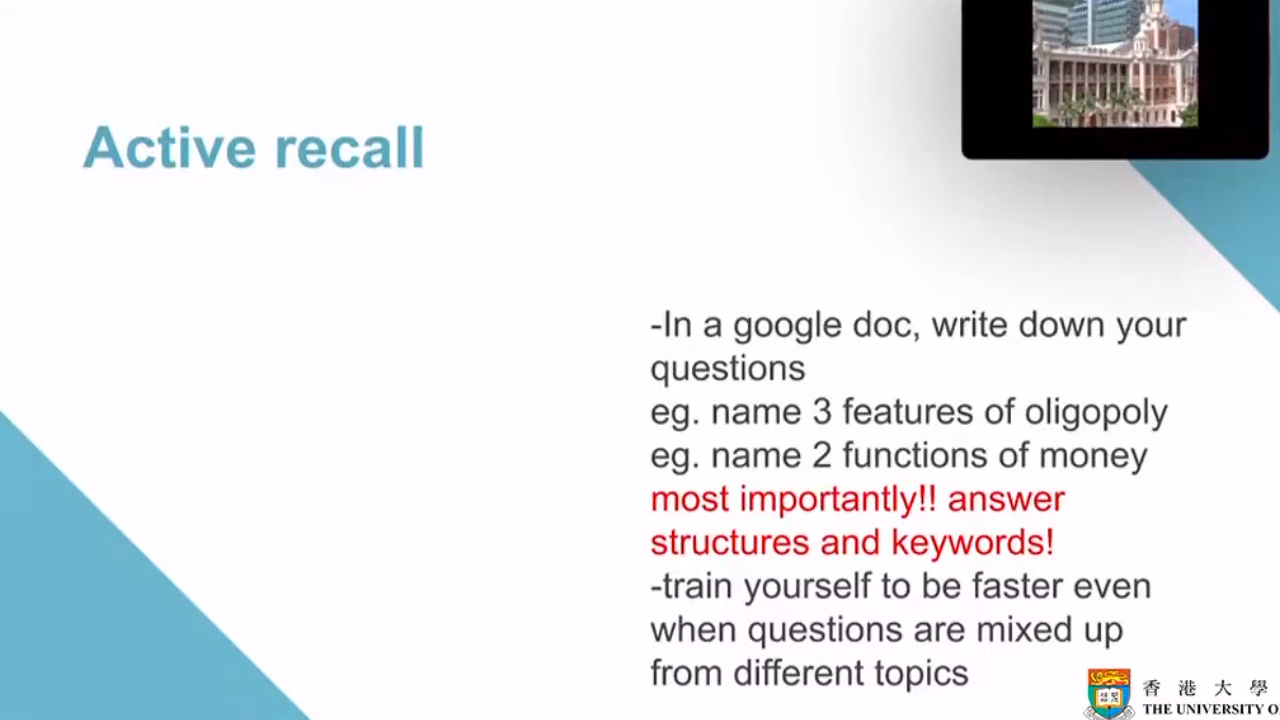 Active recall
-In a google doc, write down your
questions
eg. name 3 features of oligopoly
eg. name 2 functions of money
most importantly!! answer
structures and keywords!
-train yourself to be faster even
when questions are mixed up
from different topics
香港大學
THE UNIVERSITY O